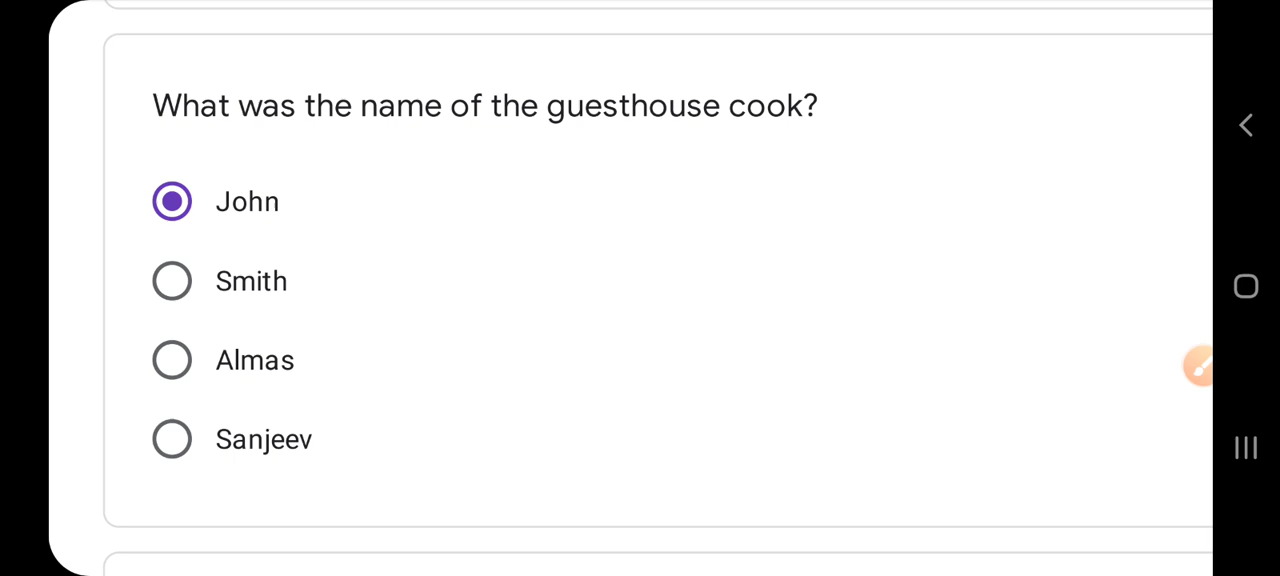 What was the name of the guesthouse cook?
John
Smith
Almas
Sanjeev